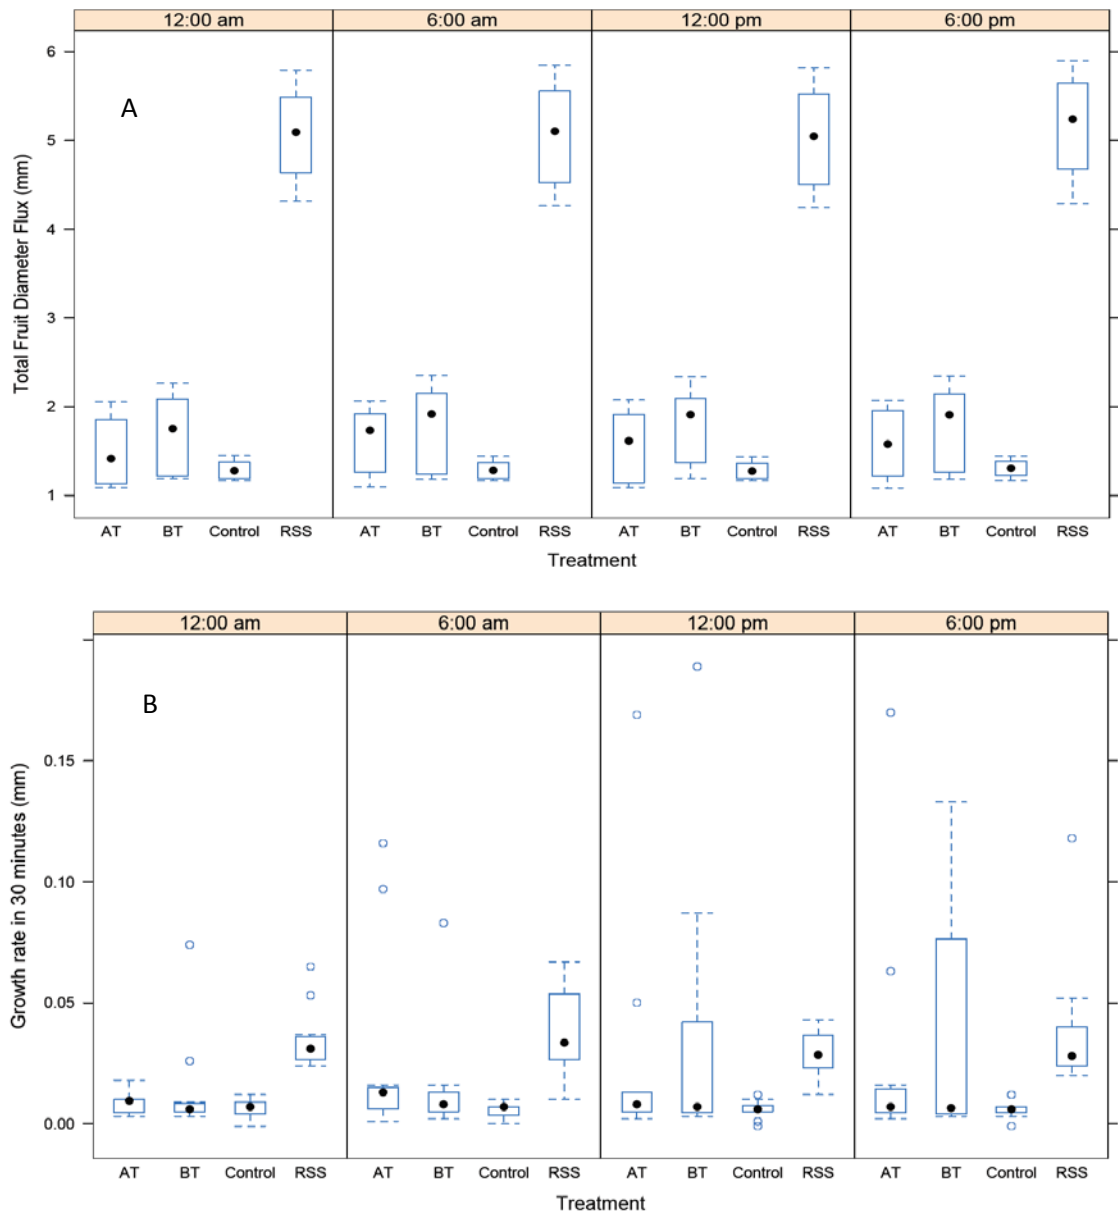 12:00 am 6:00 am 12:00 pm 6:00 pm
A
Total Fruit Diameter Flux (mm)
6
5
4
3
2
1
AT BT Control RSS AT BT Control RSS AT BT Control RSS AT BT Control RSS
Treatment
12:00 am 6:00 am 12:00 pm 6:00 pm
B
Growth rate in 30 minutes (mm)
0.15
0.10
0.05
0.00
AT BT Control RSS AT BT Control RSS AT BT Control RSS AT BT Control RSS
Treatment